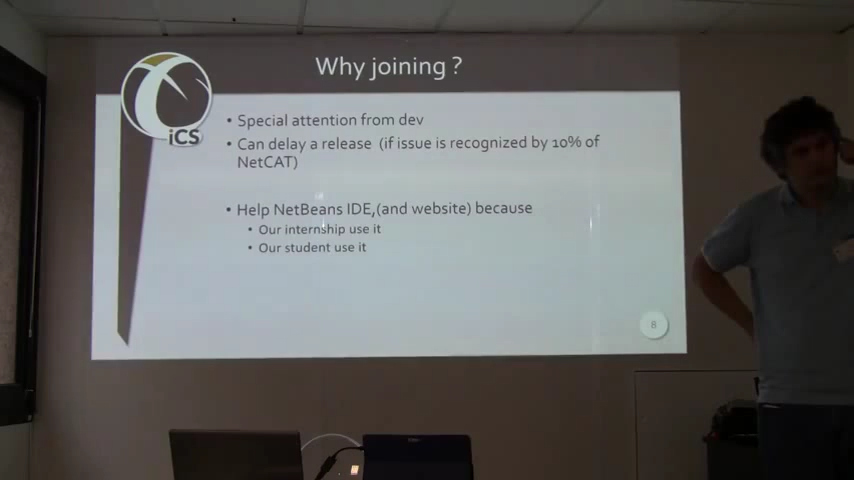 Why joining ?
iCS
• Special attention from dev
• Can delay a release (if issue is recognized by 10% of
NetCAT)
• Help NetBeans IDE,(and website) because
• Our internship use it
• Our student use it
8